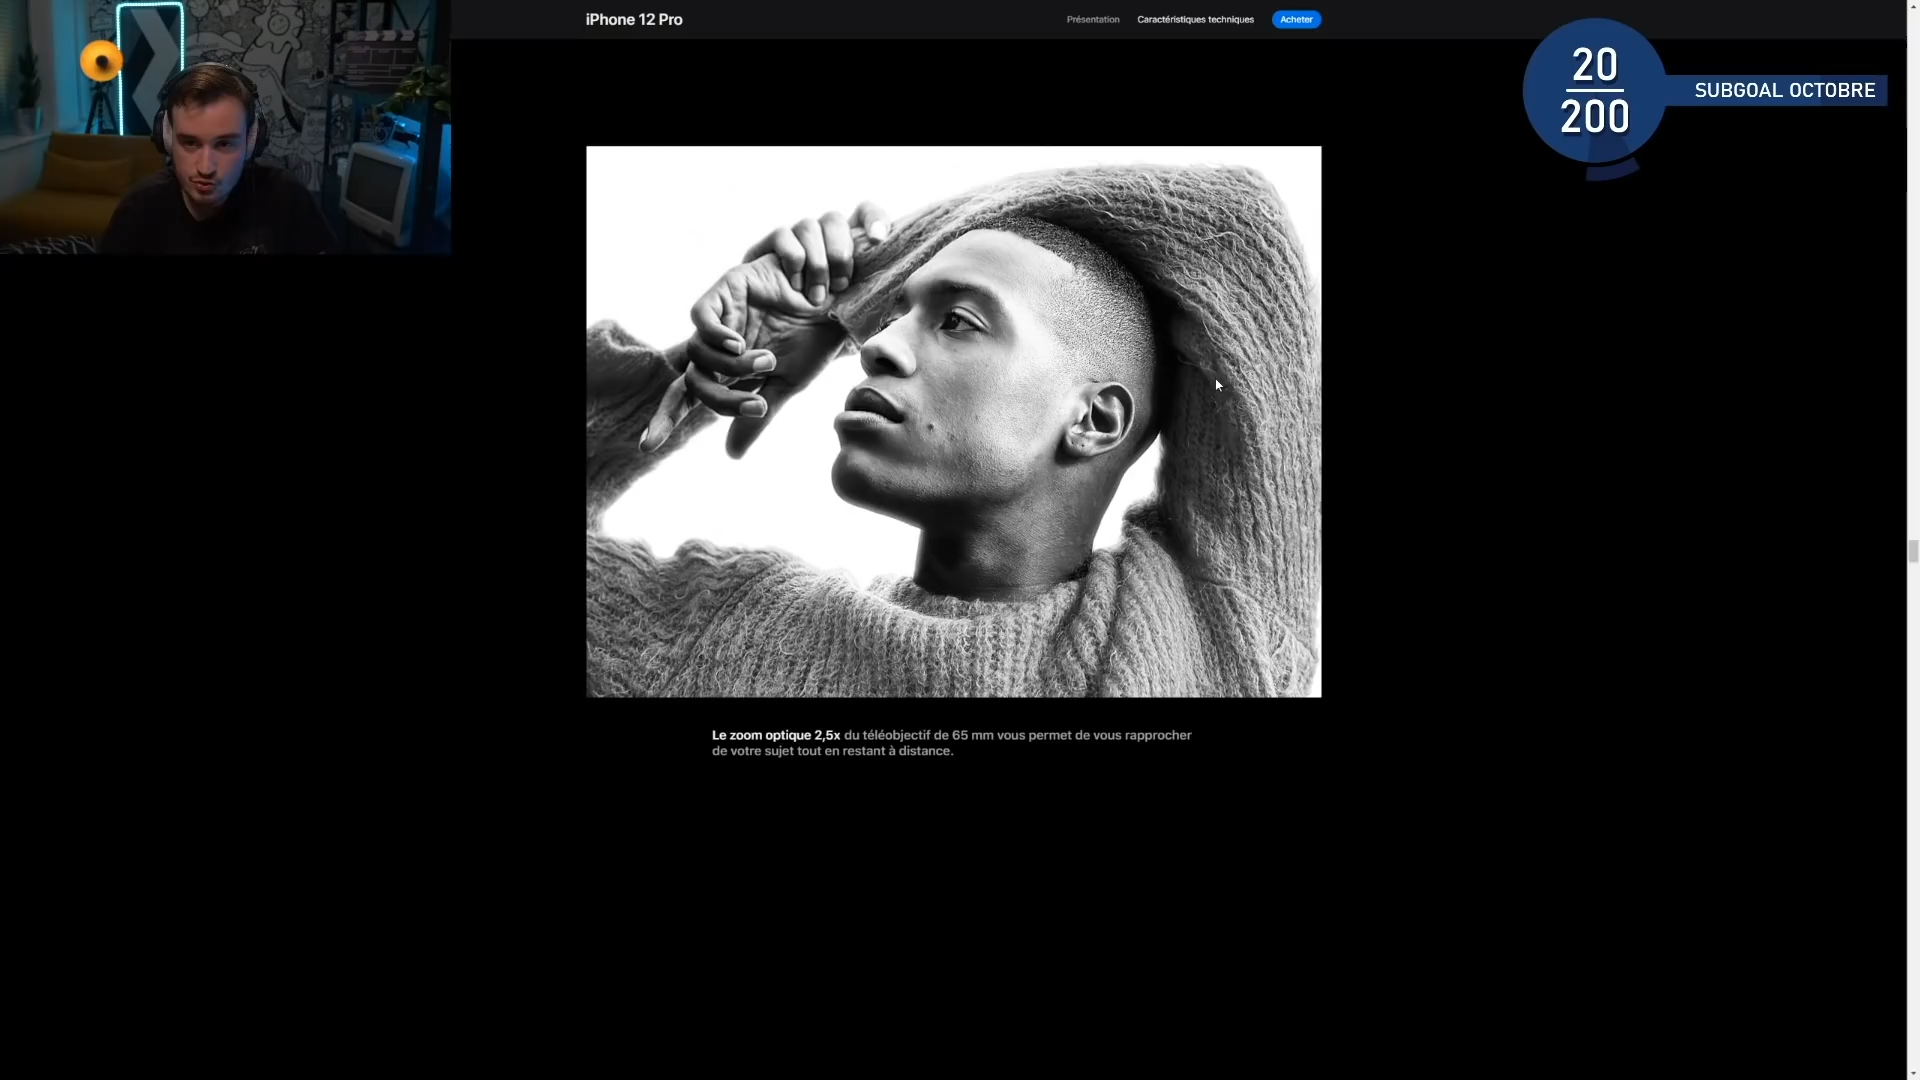 iPhone 12 Pro
Présentation
Caractéristiques techniques
Acheter
20
200
SUBGOAL OCTOBRE
Le zoom optique 2,5x du téléobjectif de 65 mm vous permet de vous rapprocher
de votre sujet tout en restant à distance.